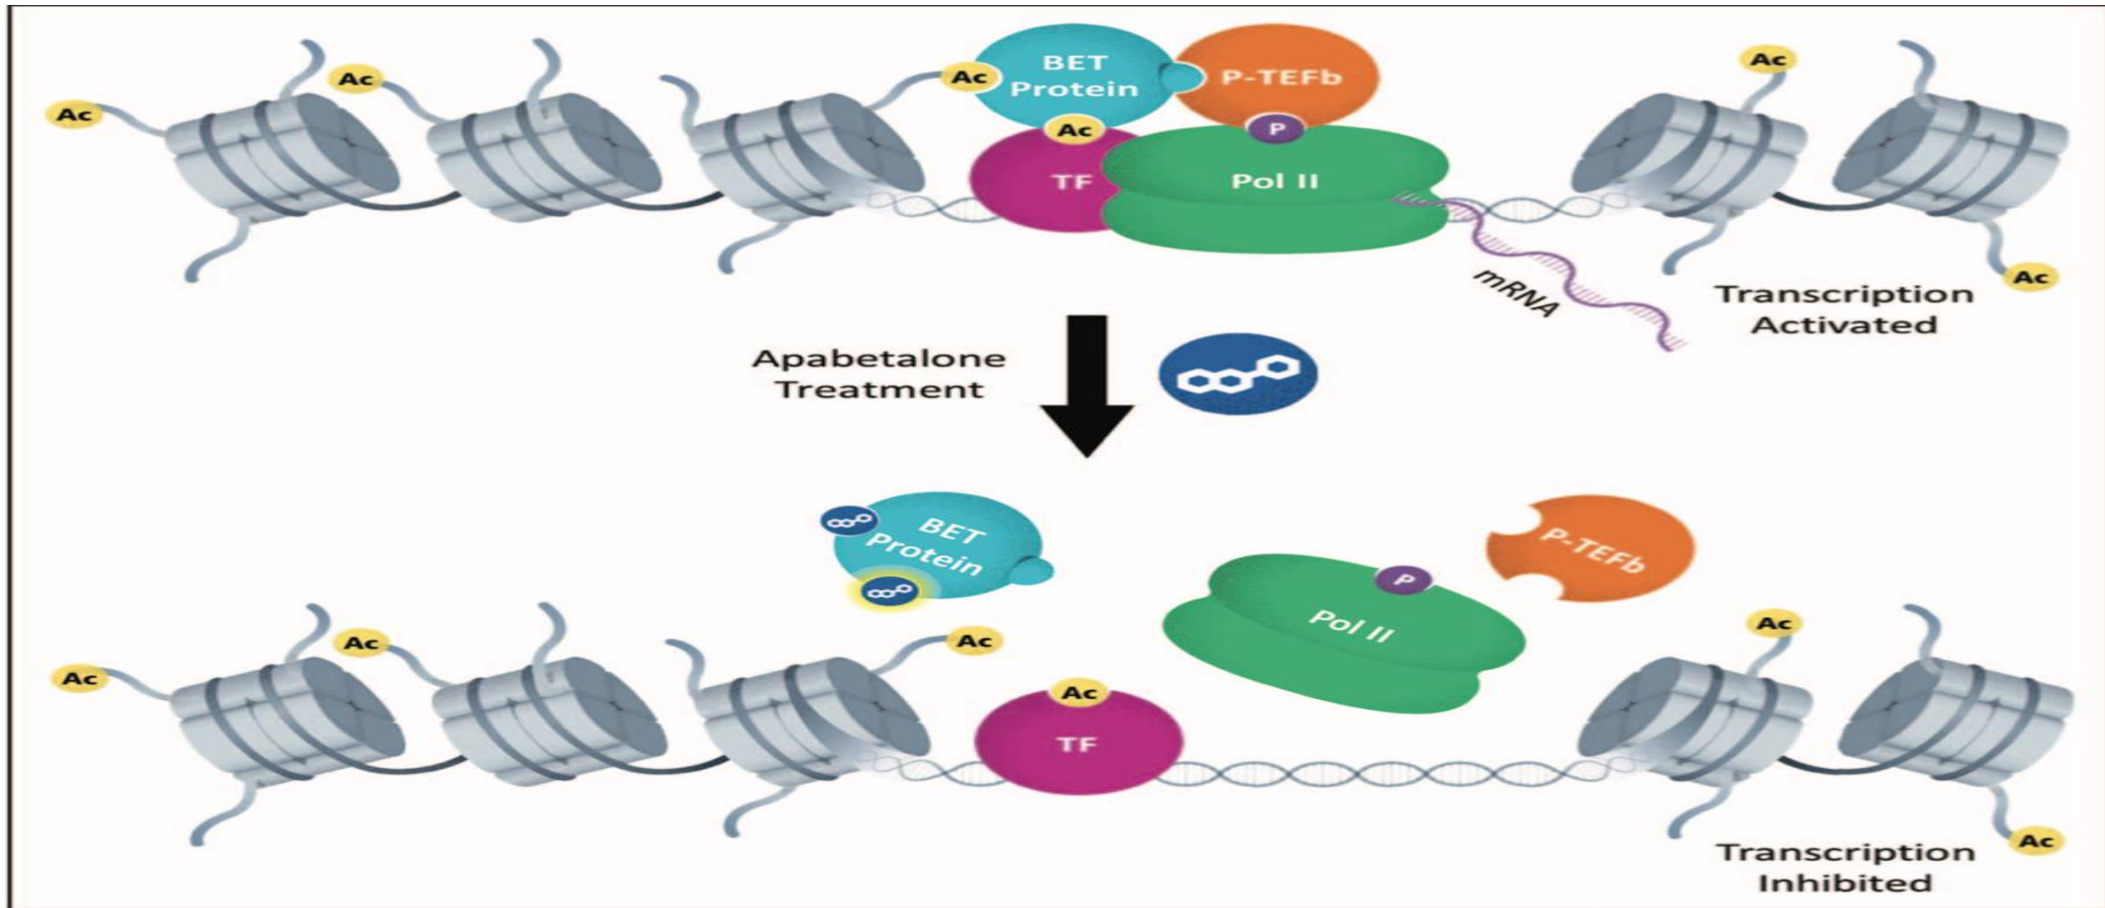 Ac
Ac
Ac
BET
Protein
P-TEFb
Ac
Ac
P
TF
Pol II
mRNA
Ac
Transcription
Activated
Apabetalone
Treatment
BET
Protein
P-TEFb
P
Pol II
Ac
Ac
Ac
Ac
Ac
TF
Ac
Transcription
Inhibited